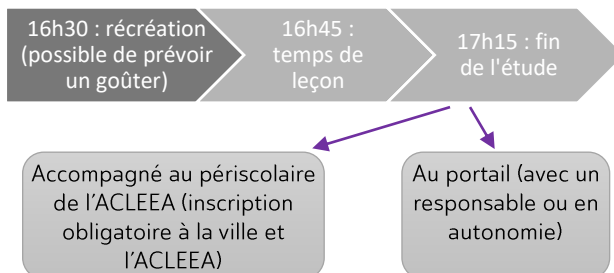 16h30 : récréation
(possible de prévoir
un goûter)
16h45 :
temps de
leçon
17h15 : fin
de l'étude
Accompagné au périscolaire
de l’ACLEEA (inscription
obligatoire à la ville et
l’ACLEEA)
Au portail (avec un
responsable ou en
autonomie)